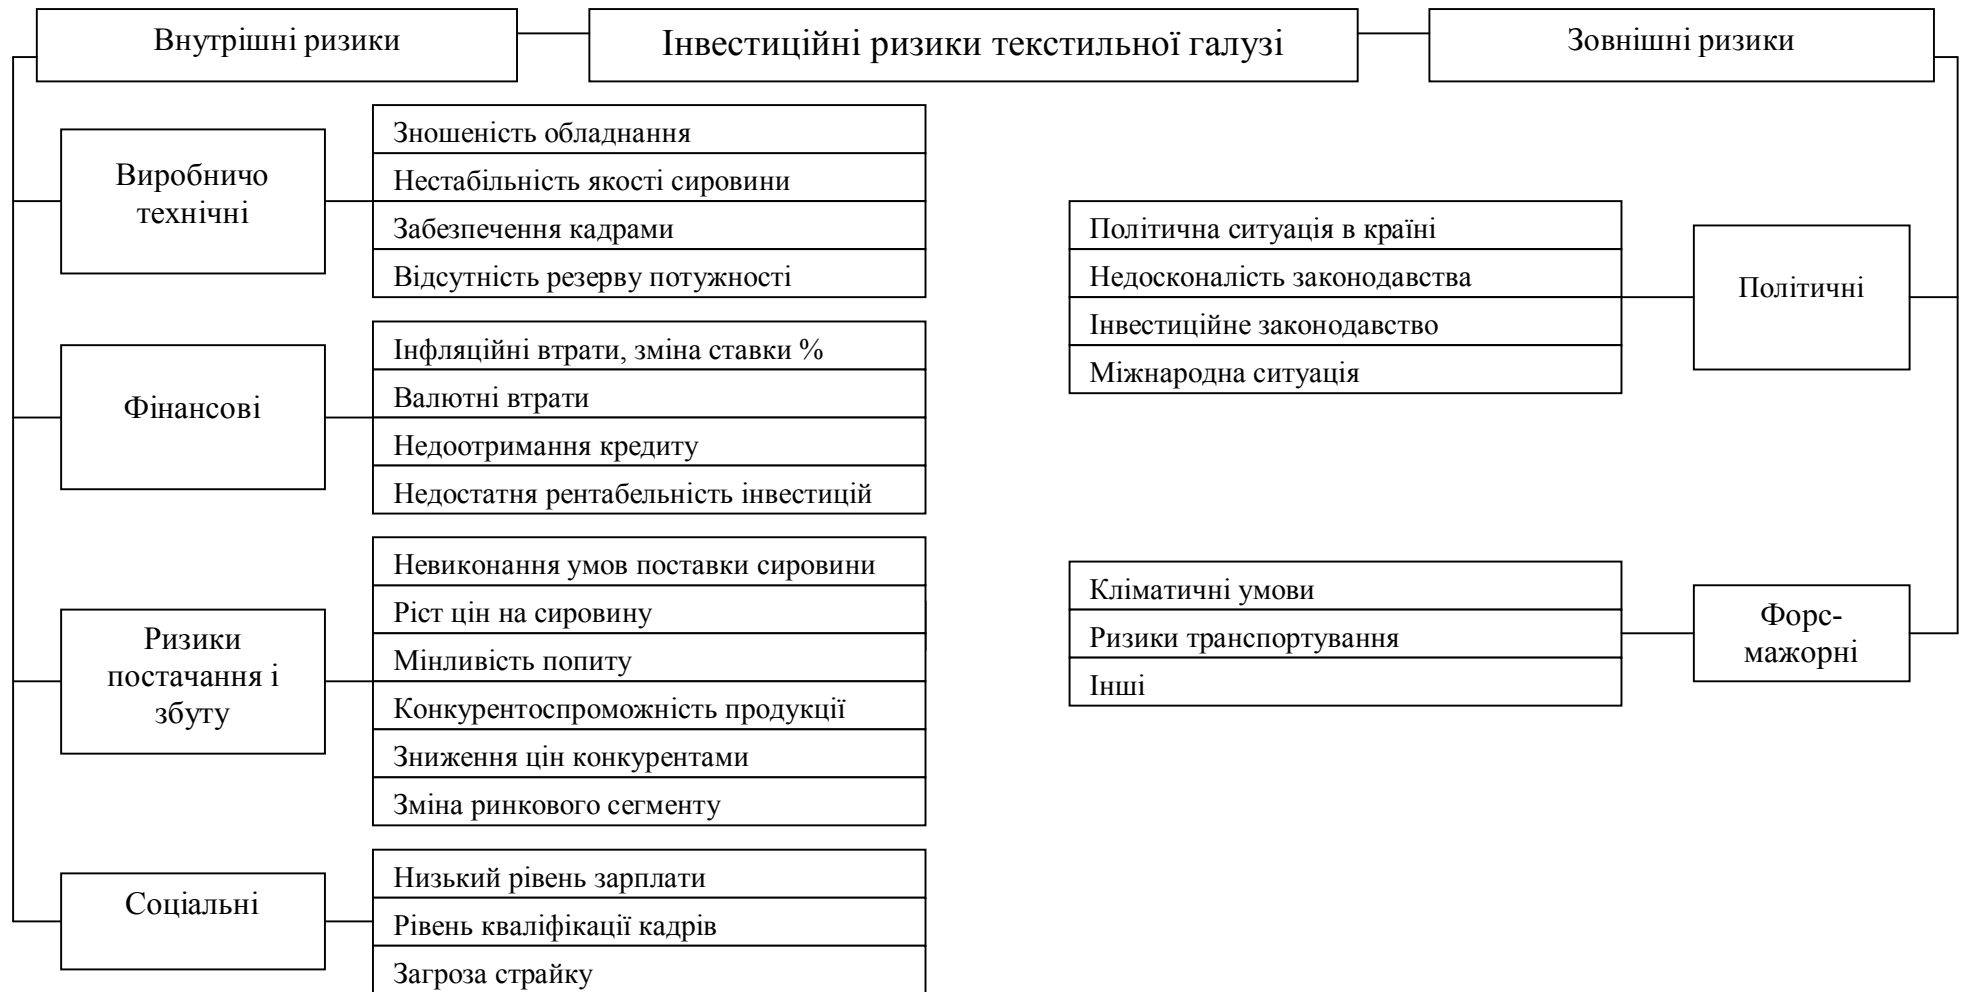 Внутрішні ризики
Інвестиційні ризики текстильної галузі
Зовнішні ризики
Виробничо
технічні
Зношеність обладнання
Нестабільність якості сировини
Забезпечення кадрами
Відсутність резерву потужності
Фінансові
Інфляційні втрати, зміна ставки %
Валютні втрати
Недоотримання кредиту
Недостатня рентабельність інвестицій
Ризики
постачання і
збуту
Невиконання умов поставки сировини
Ріст цін на сировину
Мінливість попиту
Конкурентоспроможність продукції
Зниження цін конкурентами
Зміна ринкового сегменту
Соціальні
Низький рівень зарплати
Рівень кваліфікації кадрів
Загроза страйку
Політична ситуація в країні
Недосконалість законодавства
Інвестиційне законодавство
Міжнародна ситуація
Політичні
Кліматичні умови
Ризики транспортування
Інші
Форс-
мажорні